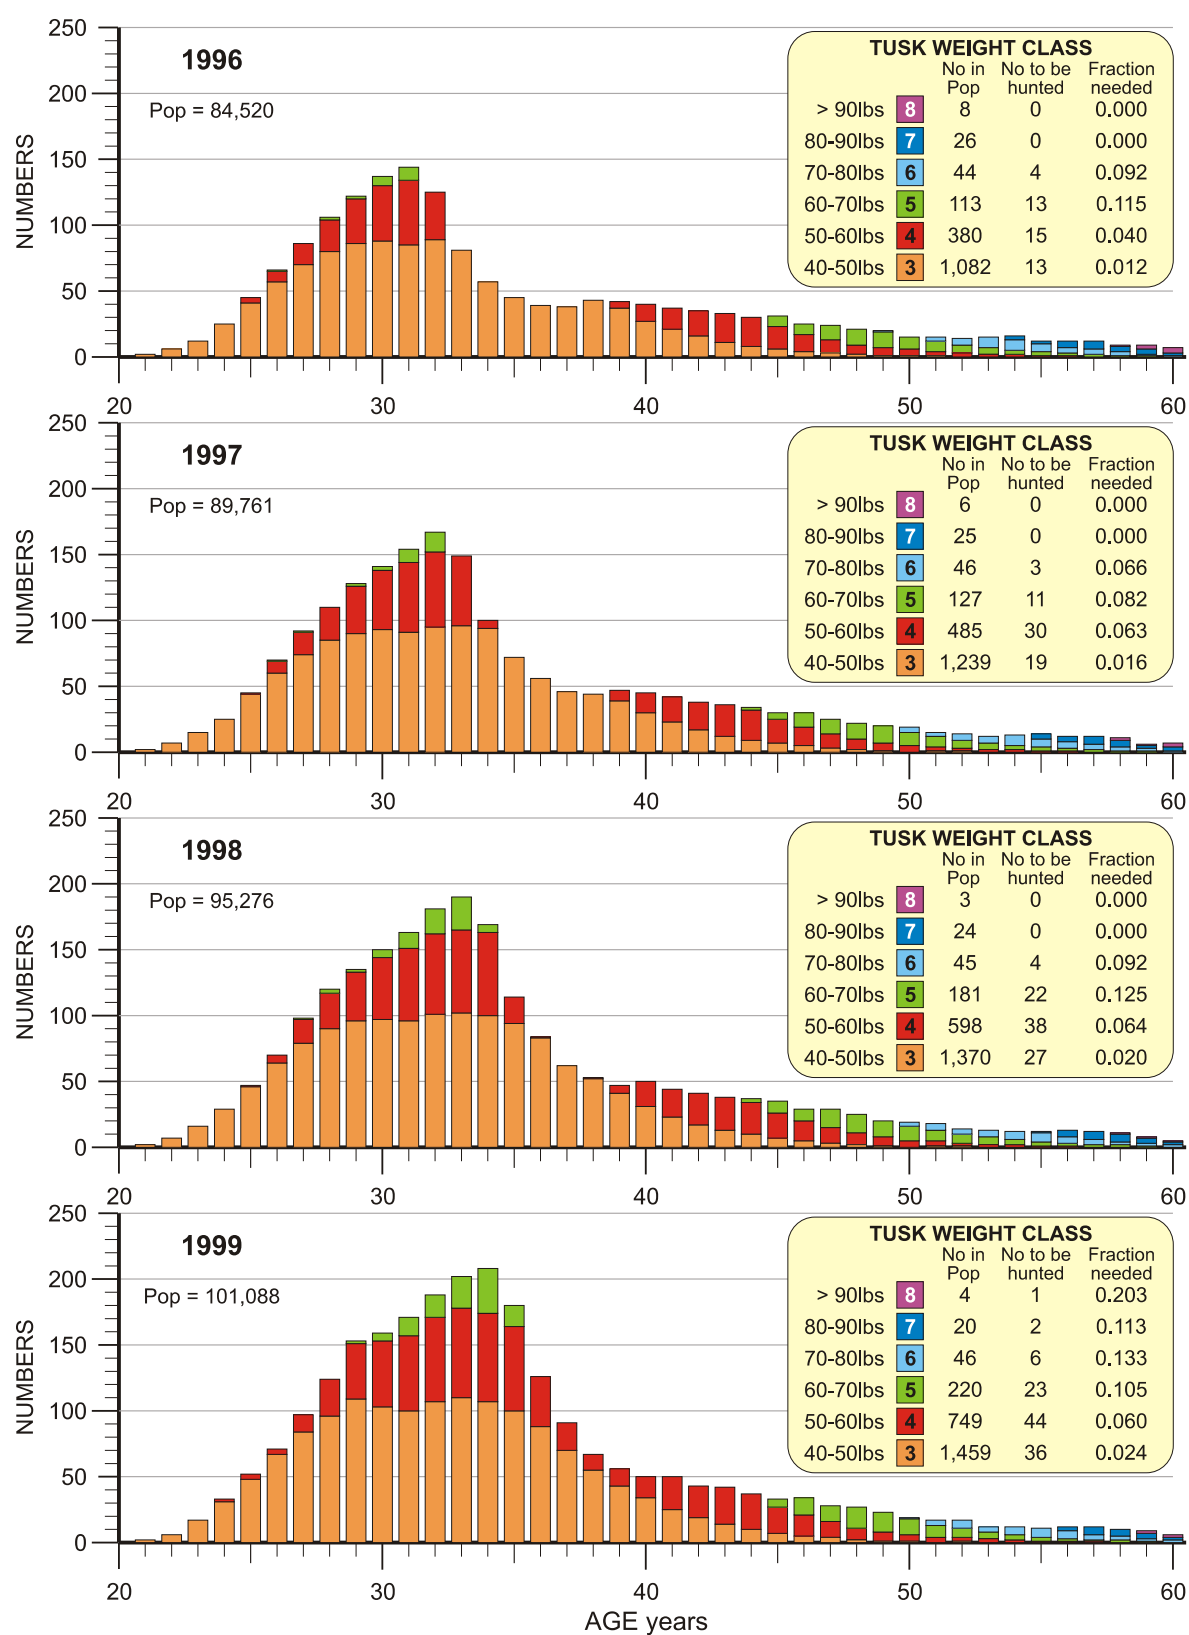 250
200
150
100
50
0
NUMBERS
1996
Pop = 84,520
TUSK WEIGHT CLASS
No in Pop No to be hunted Fraction needed
> 90lbs 8 8 0 0.000
80-90lbs 7 26 0 0.000
70-80lbs 6 44 4 0.092
60-70lbs 5 113 13 0.115
50-60lbs 4 380 15 0.040
40-50lbs 3 1,082 13 0.012
20 30 40 50 60
250
200
150
100
50
0
NUMBERS
1997
Pop = 89,761
TUSK WEIGHT CLASS
No in Pop No to be hunted Fraction needed
> 90lbs 8 6 0 0.000
80-90lbs 7 25 0 0.000
70-80lbs 6 46 3 0.066
60-70lbs 5 127 11 0.082
50-60lbs 4 485 30 0.063
40-50lbs 3 1,239 19 0.016
20 30 40 50 60
250
200
150
100
50
0
NUMBERS
1998
Pop = 95,276
TUSK WEIGHT CLASS
No in Pop No to be hunted Fraction needed
> 90lbs 8 3 0 0.000
80-90lbs 7 24 0 0.000
70-80lbs 6 45 4 0.092
60-70lbs 5 181 22 0.125
50-60lbs 4 598 38 0.064
40-50lbs 3 1,370 27 0.020
20 30 40 50 60
250
200
150
100
50
0
NUMBERS
1999
Pop = 101,088
TUSK WEIGHT CLASS
No in Pop No to be hunted Fraction needed
> 90lbs 8 4 1 0.203
80-90lbs 7 20 2 0.113
70-80lbs 6 46 6 0.133
60-70lbs 5 220 23 0.105
50-60lbs 4 749 44 0.060
40-50lbs 3 1,459 36 0.024
20 30 40 50 60
AGE years